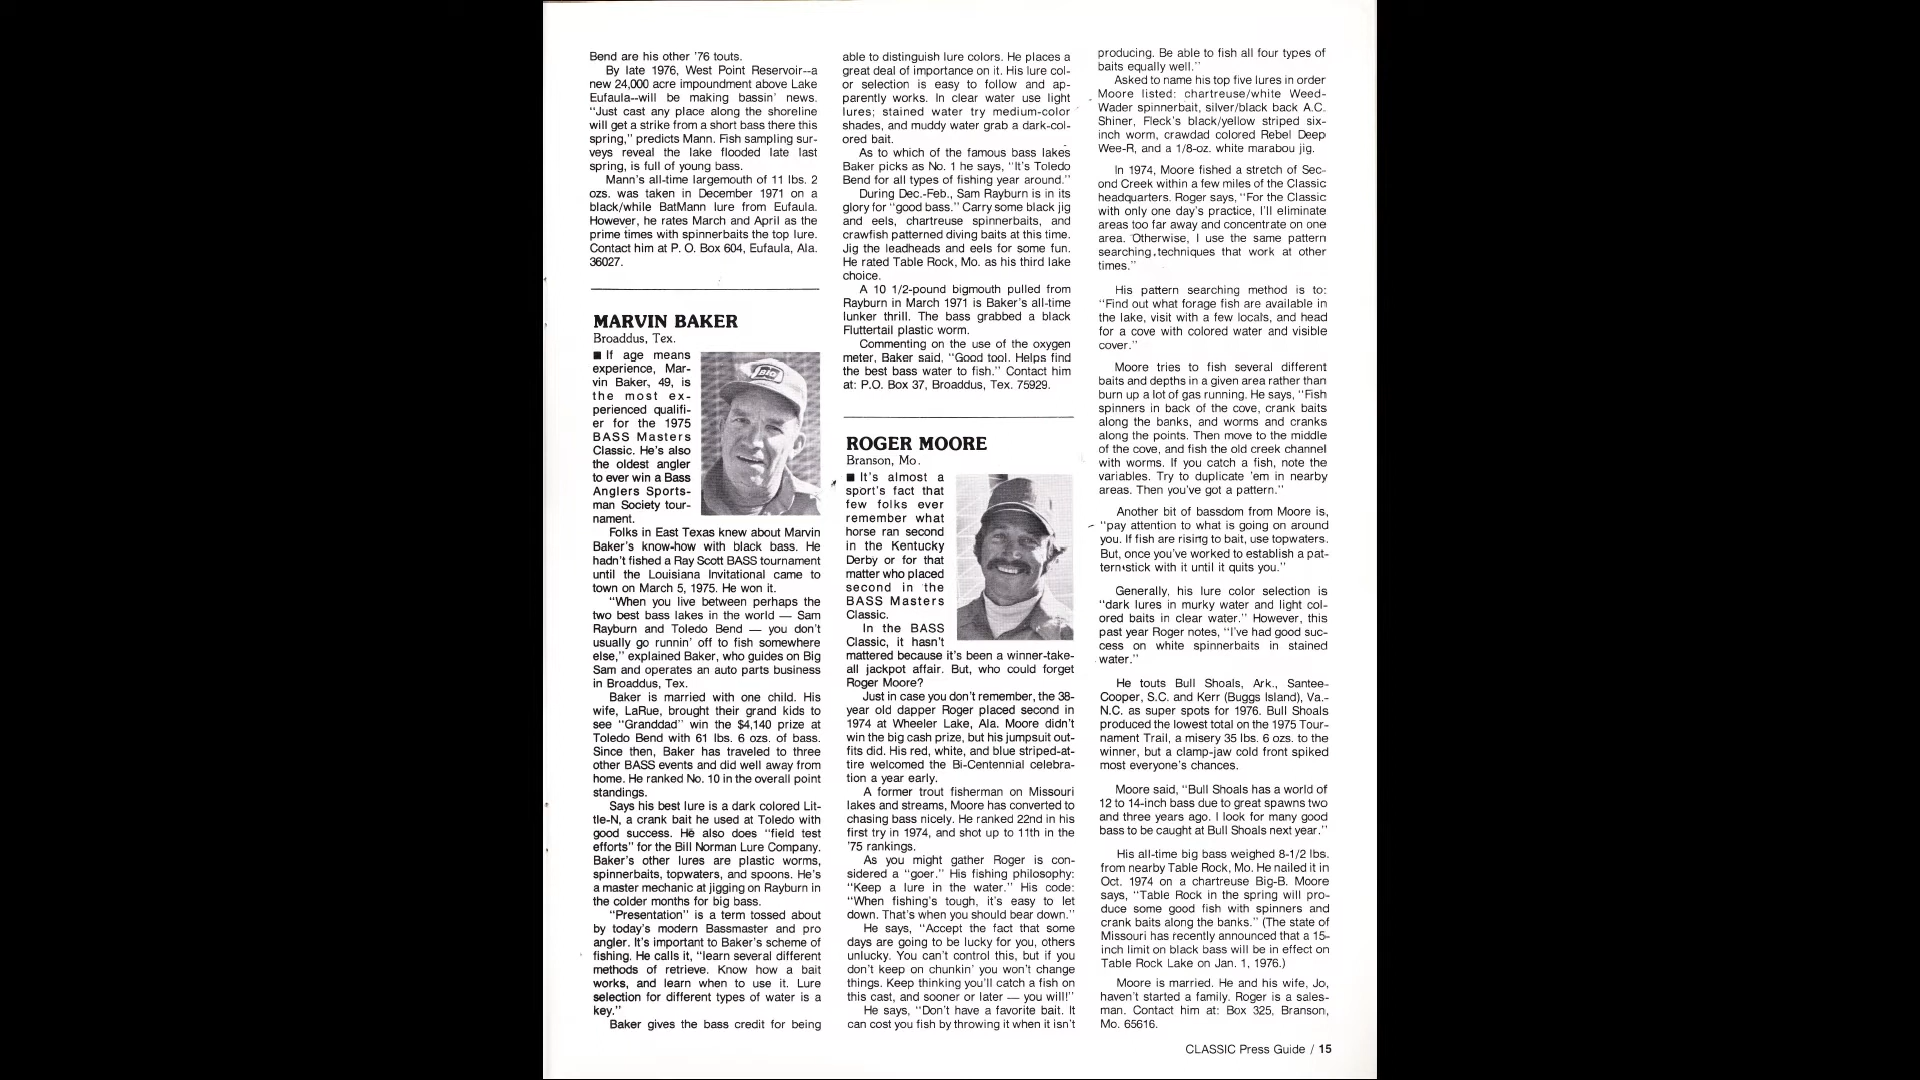 Bend are his other '76 touts.
By late 1976, West Point Reservoir--a
new 24,000 acre impoundment above Lake
Eufaula--will be making bassin' news.
"Just cast any place along the shoreline
will get a strike from a short bass there this
spring," predicts Mann. Fish sampling sur-
veys reveal the lake flooded late last
spring, is full of young bass.
Mann's all-time largemouth of 11 lbs. 2
ozs. was taken in December 1971 on a
black/while BatMann lure from Eufaula.
However, he rates March and April as the
prime times with spinnerbaits the top lure.
Contact him at P. O. Box 604, Eufaula, Ala.
36027.
MARVIN BAKER
Broaddus, Tex.
■ If age means
experience, Mar-
vin Baker, 49, is
the most ex-
perienced qualifi-
er for the 1975
BASS Masters
Classic. He's also
the oldest angler
to ever win a Bass
Anglers Sports-
man Society tour-
nament.
Folks in East Texas knew about Marvin
Baker's know-how with black bass. He
hadn't fished a Ray Scott BASS tournament
until the Louisiana Invitational came to
town on March 5, 1975. He won it.
"When you live between perhaps the
two best bass lakes in the world — Sam
Rayburn and Toledo Bend — you don't
usually go runnin' off to fish somewhere
else," explained Baker, who guides on Big
Sam and operates an auto parts business
in Broaddus, Tex.
Baker is married with one child. His
wife, LaRue, brought their grand kids to
see "Granddad" win the $4,140 prize at
Toledo Bend with 61 lbs. 6 ozs. of bass.
Since then, Baker has traveled to three
other BASS events and did well away from
home. He ranked No. 10 in the overall point
standings.
Says his best lure is a dark colored Lit-
tle-N, a crank bait he used at Toledo with
good success. He also does "field test
efforts" for the Bill Norman Lure Company.
Baker's other lures are plastic worms,
spinnerbaits, topwaters, and spoons. He's
a master mechanic at jigging on Rayburn in
the colder months for big bass.
"Presentation" is a term tossed about
by today's modern Bassmaster and pro
angler. It's important to Baker's scheme of
fishing. He calls it, "learn several different
methods of retrieve. Know how a bait
works, and learn when to use it. Lure
selection for different types of water is a
key."
Baker gives the bass credit for being
able to distinguish lure colors. He places a
great deal of importance on it. His lure col-
or selection is easy to follow and ap-
parently works. In clear water use light
lures; stained water try medium-color
shades, and muddy water grab a dark-col-
ored bait.
As to which of the famous bass lakes
Baker picks as No. 1 he says, "It's Toledo
Bend for all types of fishing year around."
During Dec.-Feb., Sam Rayburn is in its
glory for "good bass." Carry some black jig
and eels, chartreuse spinnerbaits, and
crawfish patterned diving baits at this time.
Jig the leadheads and eels for some fun.
He rated Table Rock, Mo. as his third lake
choice.
A 10 1/2-pound bigmouth pulled from
Rayburn in March 1971 is Baker's all-time
lunker thrill. The bass grabbed a black
Fluttertail plastic worm.
Commenting on the use of the oxygen
meter, Baker said, "Good tool. Helps find
the best bass water to fish." Contact him
at: P.O. Box 37, Broaddus, Tex. 75929.
ROGER MOORE
Branson, Mo.
■ It's almost a
sport's fact that
few folks ever
remember what
horse ran second
in the Kentucky
Derby or for that
matter who placed
second in the
BASS Masters
Classic.
In the BASS
Classic, it hasn't
mattered because it's been a winner-take-
all jackpot affair. But, who could forget
Roger Moore?
Just in case you don't remember, the 38-
year old dapper Roger placed second in
1974 at Wheeler Lake, Ala. Moore didn't
win the big cash prize, but his jumpsuit out-
fits did. His red, white, and blue striped-at-
tire welcomed the Bi-Centennial celebra-
tion a year early.
A former trout fisherman on Missouri
lakes and streams, Moore has converted to
chasing bass nicely. He ranked 22nd in his
first try in 1974, and shot up to 11th in the
'75 rankings.
As you might gather Roger is con-
sidered a "goer." His fishing philosophy:
"Keep a lure in the water." His code:
"When fishing's tough, it's easy to let
down. That's when you should bear down."
He says, "Accept the fact that some
days are going to be lucky for you, others
unlucky. You can't control this, but if you
don't keep on chunkin' you won't change
things. Keep thinking you'll catch a fish on
this cast, and sooner or later — you will!"
He says, "Don't have a favorite bait. It
can cost you fish by throwing it when it isn't
producing. Be able to fish all four types of
baits equally well."
Asked to name his top five lures in order
Moore listed: chartreuse/white Weed-
Wader spinnerbait, silver/black back A.C.
Shiner, Fleck's black/yellow striped six-
inch worm, crawdad colored Rebel Deep
Wee-R, and a 1/8-oz. white marabou jig.
In 1974, Moore fished a stretch of Sec-
ond Creek within a few miles of the Classic
headquarters. Roger says, "For the Classic
with only one day's practice, I'll eliminate
areas too far away and concentrate on one
area. Otherwise, I use the same pattern
searching techniques that work at other
times."
His pattern searching method is to:
"Find out what forage fish are available in
the lake, visit with a few locals, and head
for a cove with colored water and visible
cover."
Moore tries to fish several different
baits and depths in a given area rather than
burn up a lot of gas running. He says, "Fish
spinners in back of the cove, crank baits
along the banks, and worms and cranks
along the points. Then move to the middle
of the cove, and fish the old creek channel
with worms. If you catch a fish, note the
variables. Try to duplicate 'em in nearby
areas. Then you've got a pattern."
Another bit of bassdom from Moore is,
"pay attention to what is going on around
you. If fish are rising to bait, use topwaters.
But, once you've worked to establish a pat-
tern stick with it until it quits you."
Generally, his lure color selection is
"dark lures in murky water and light col-
ored baits in clear water." However, this
past year Roger notes, "I've had good suc-
cess on white spinnerbaits in stained
water."
He touts Bull Shoals, Ark., Santee-
Cooper, S.C. and Kerr (Buggs Island), Va.-
N.C. as super spots for 1976. Bull Shoals
produced the lowest total on the 1975 Tour-
nament Trail, a misery 35 lbs. 6 ozs. to the
winner, but a clamp-jaw cold front spiked
most everyone's chances.
Moore said, "Bull Shoals has a world of
12 to 14-inch bass due to great spawns two
and three years ago. I look for many good
bass to be caught at Bull Shoals next year."
His all-time big bass weighed 8-1/2 lbs.
from nearby Table Rock, Mo. He nailed it in
Oct. 1974 on a chartreuse Big-B. Moore
says, "Table Rock in the spring will pro-
duce some good fish with spinners and
crank baits along the banks." (The state of
Missouri has recently announced that a 15-
inch limit on black bass will be in effect on
Table Rock Lake on Jan. 1, 1976.)
Moore is married. He and his wife, Jo,
haven't started a family. Roger is a sales-
man. Contact him at: Box 325, Branson,
Mo. 65616.
CLASSIC Press Guide / 15